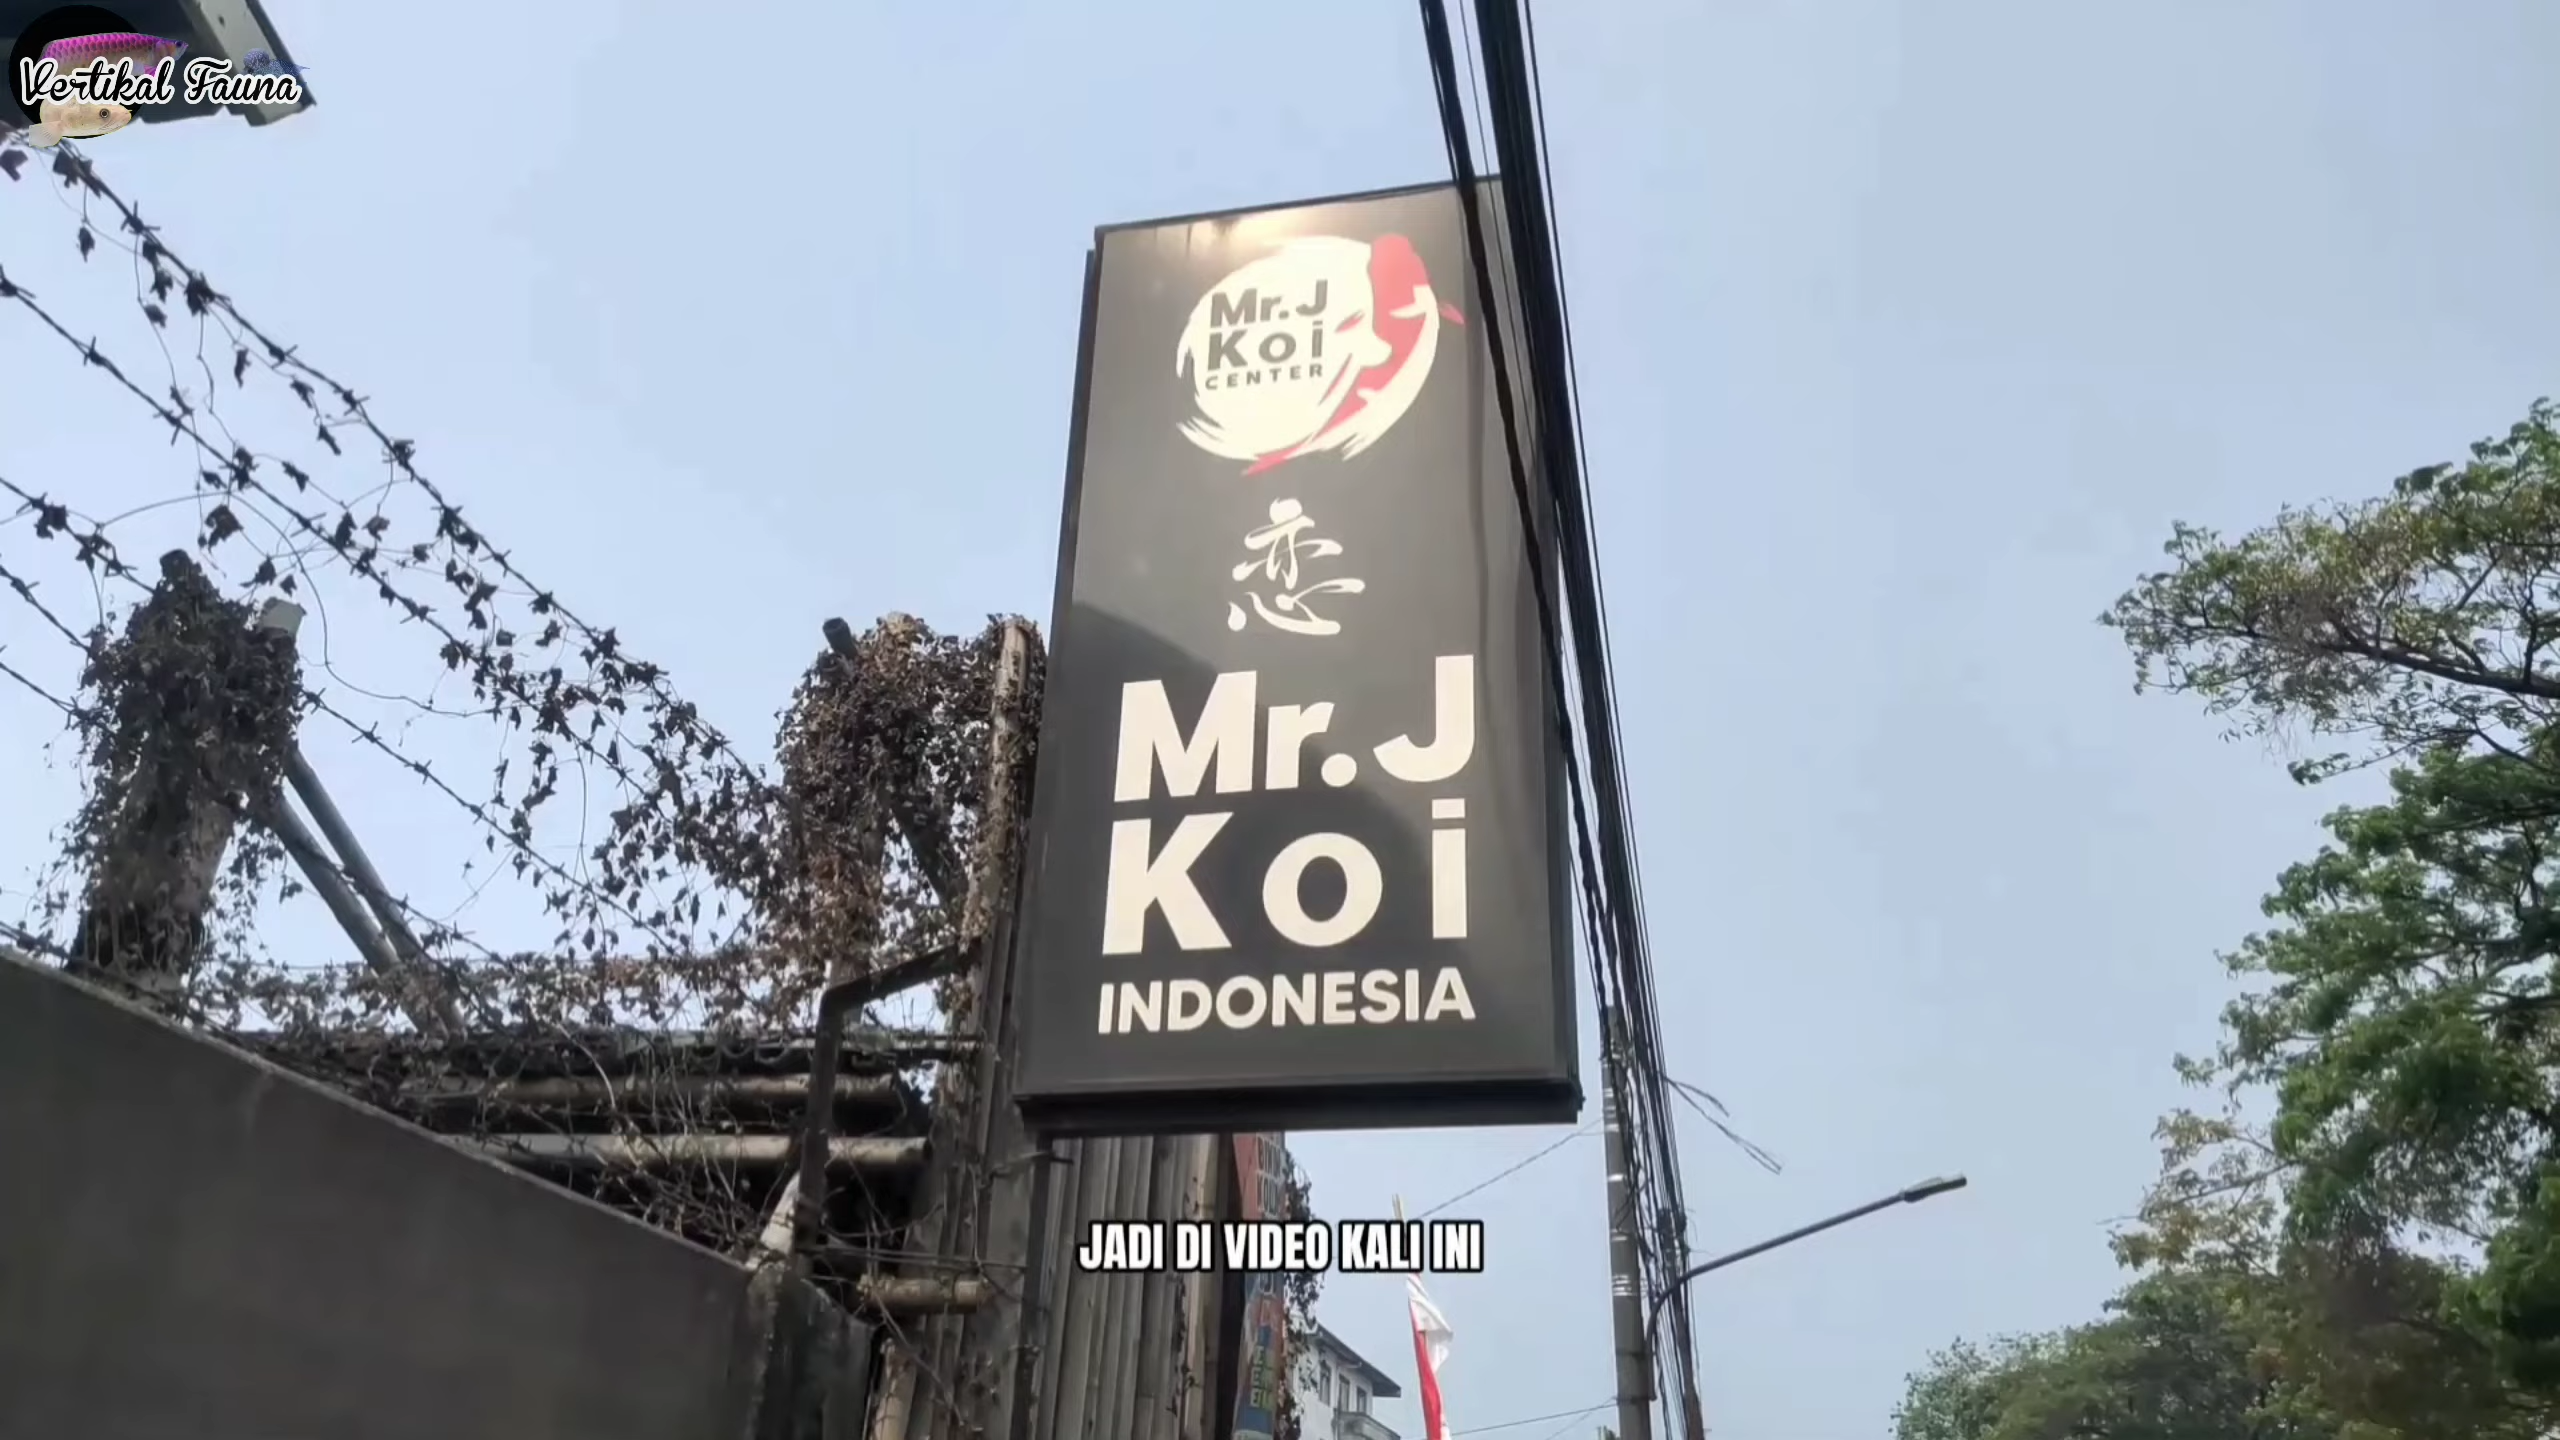 Vertikal Fauna
Mr. J
Koi
CENTER
恋
Mr. J
Koi
INDONESIA
JADI DI VIDEO KALI INI